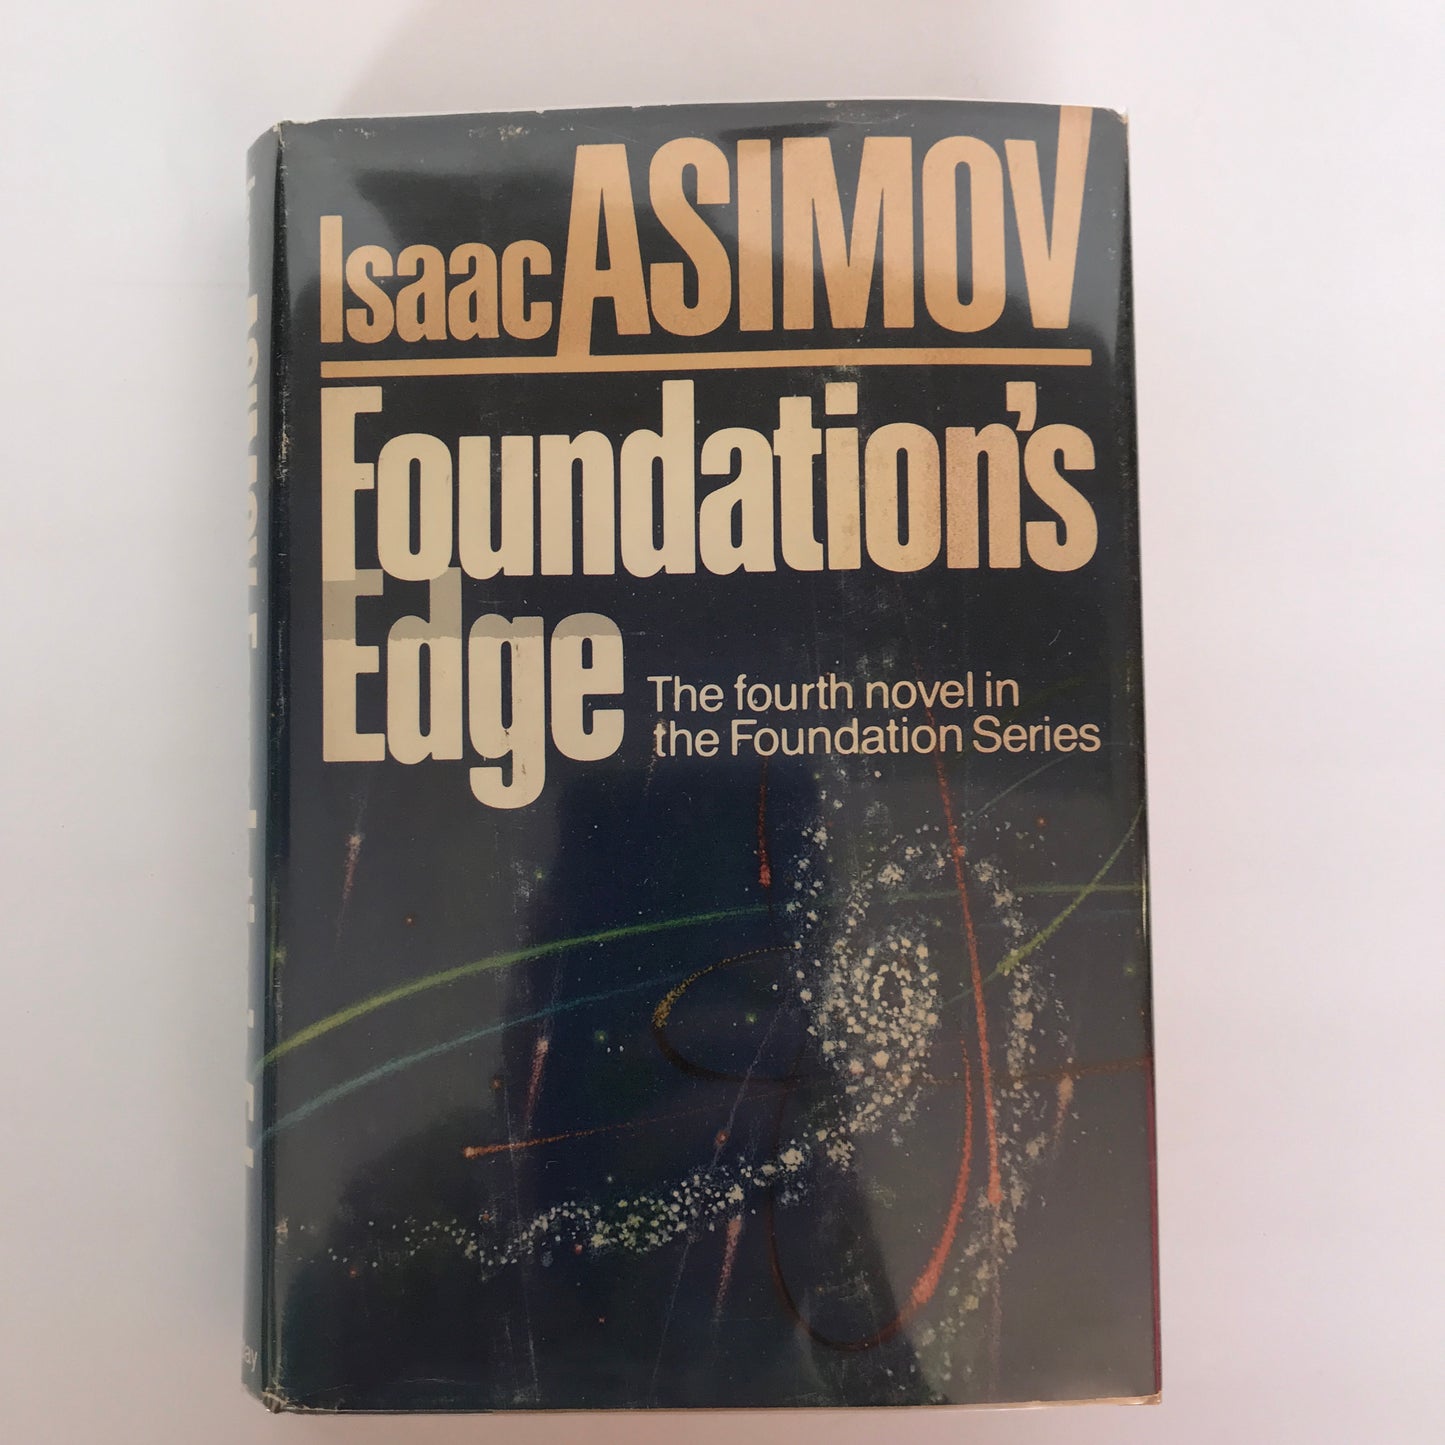 Isaac ASIMOV
Foundation's
Edge
The fourth novel in
the Foundation Series